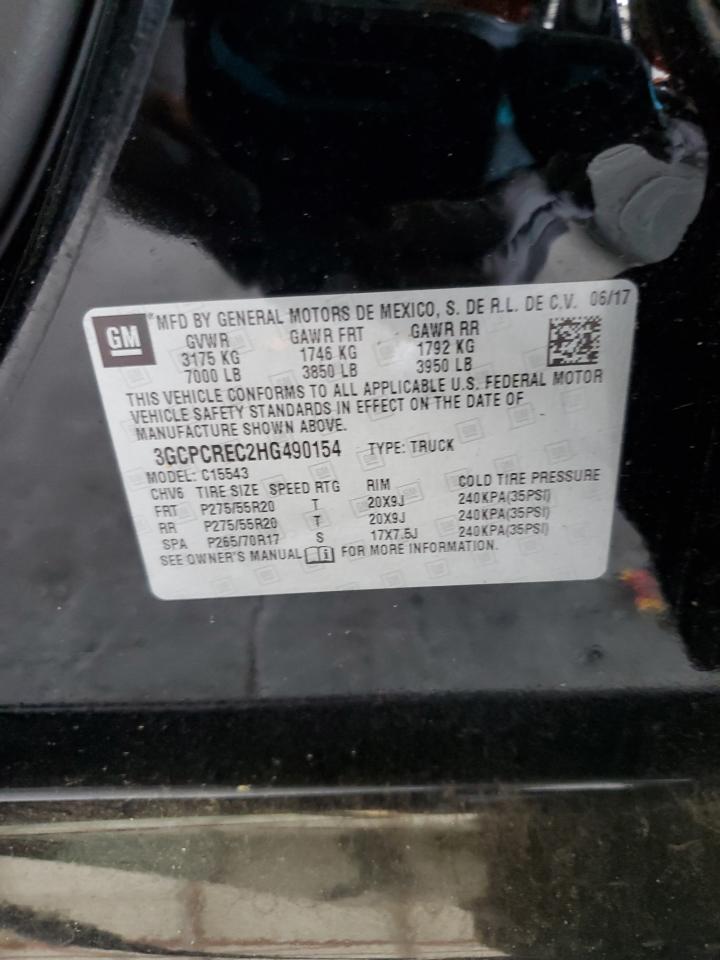 GM
*MFD BY GENERAL MOTORS DE MEXICO, S. DE R.L. DE C.V. 06/17
GVWR GAWR FRT GAWR RR
3175 KG 1746 KG 1792 KG
7000 LB 3850 LB 3950 LB
THIS VEHICLE CONFORMS TO ALL APPLICABLE U.S. FEDERAL MOTOR
VEHICLE SAFETY STANDARDS IN EFFECT ON THE DATE OF
MANUFACTURE SHOWN ABOVE.
3GCPCREC2HG490154 TYPE: TRUCK
MODEL: C15543
CHV6 TIRE SIZE SPEED RTG RIM COLD TIRE PRESSURE
FRT P275/55R20 T 20X9J 240KPA(35PSI)
RR P275/55R20 T 20X9J 240KPA(35PSI)
SPA P265/70R17 S 17X7.5J 240KPA(35PSI)
SEE OWNER'S MANUAL i FOR MORE INFORMATION.